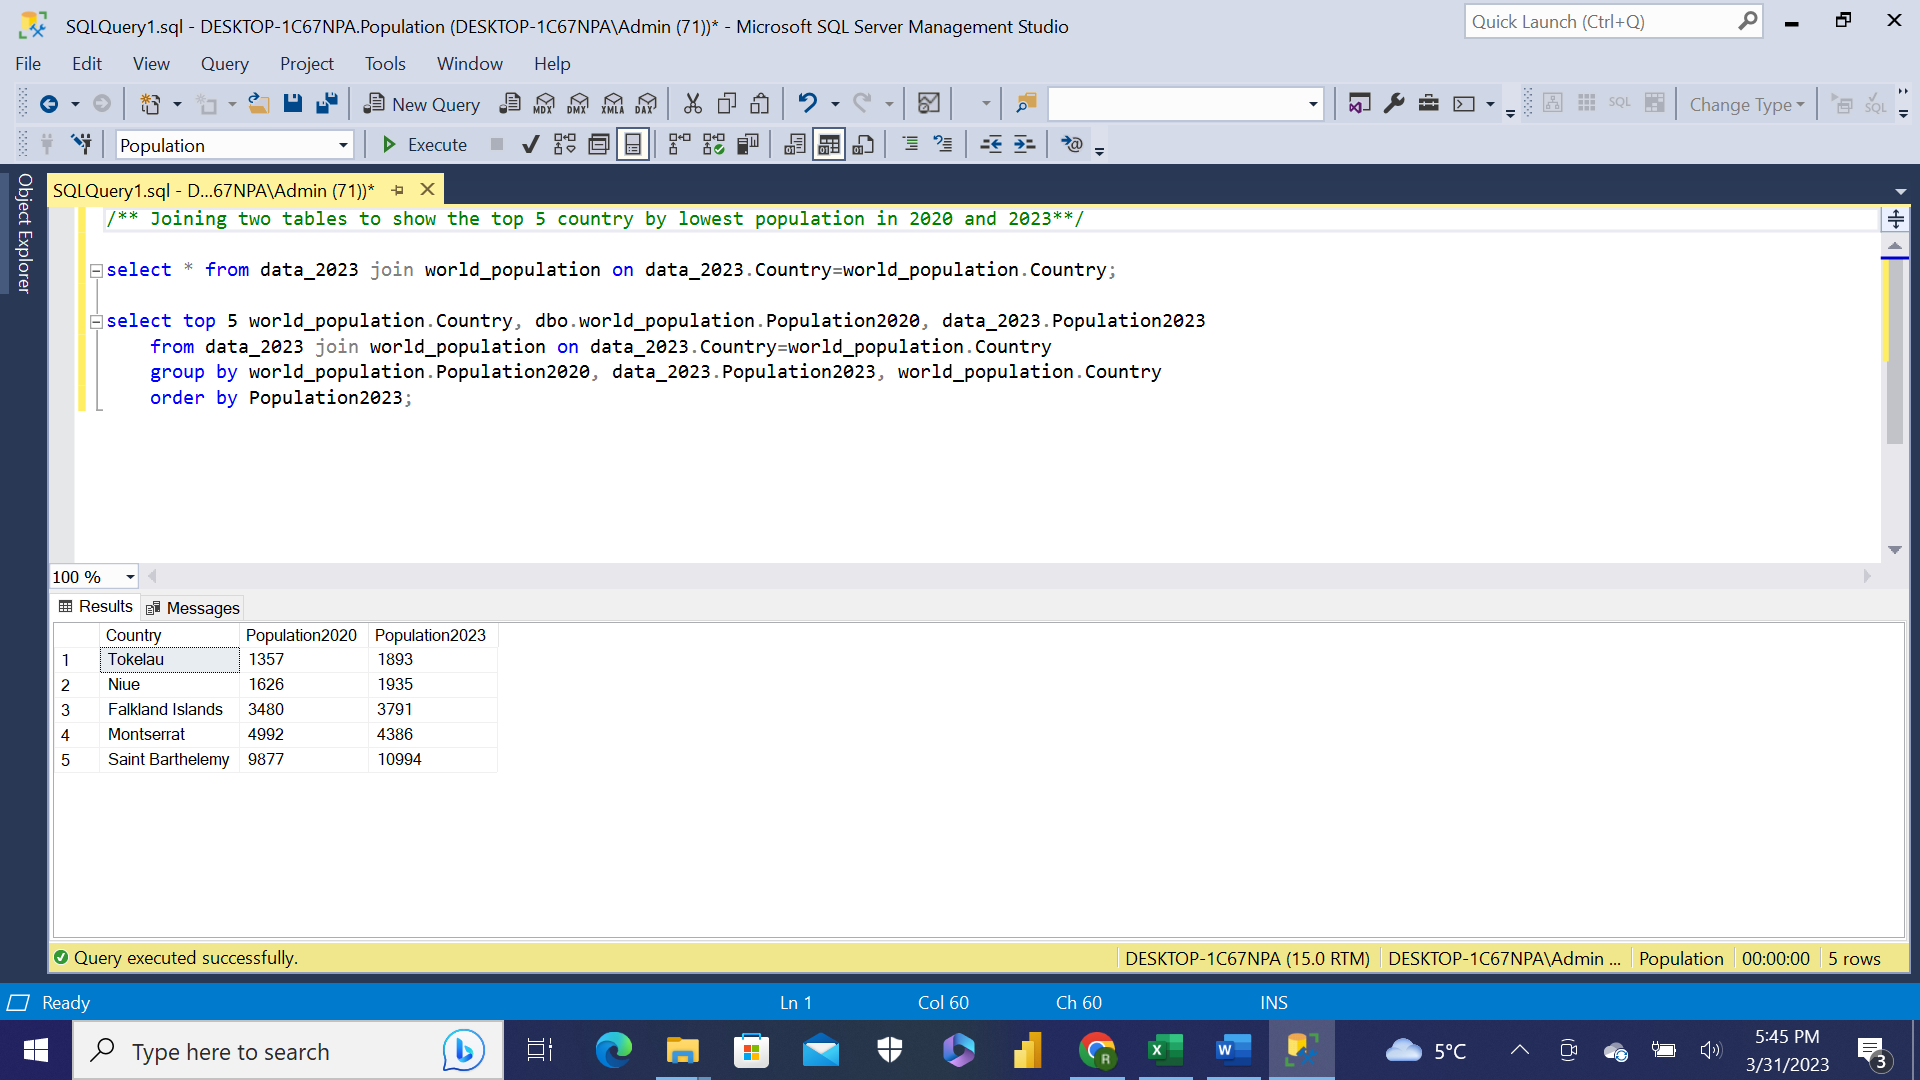 SQLQuery1.sql - DESKTOP-1C67NPA.Population (DESKTOP-1C67NPA\Admin (71))* - Microsoft SQL Server Management Studio
Quick Launch (Ctrl+Q)
File Edit View Query Project Tools Window Help
New Query MDX DMX XMLA DAX SQL Change Type SQL
Population Execute
Object Explorer
SQLQuery1.sql - D...67NPA\Admin (71))*
/** Joining two tables to show the top 5 country by lowest population in 2020 and 2023**/
select * from data_2023 join world_population on data_2023.Country=world_population.Country;
select top 5 world_population.Country, dbo.world_population.Population2020, data_2023.Population2023
from data_2023 join world_population on data_2023.Country=world_population.Country
group by world_population.Population2020, data_2023.Population2023, world_population.Country
order by Population2023;
100 %
Results Messages
Country Population2020 Population2023
1 Tokelau 1357 1893
2 Niue 1626 1935
3 Falkland Islands 3480 3791
4 Montserrat 4992 4386
5 Saint Barthelemy 9877 10994
Query executed successfully. DESKTOP-1C67NPA (15.0 RTM) DESKTOP-1C67NPA\Admin ... Population 00:00:00 5 rows
Ready Ln 1 Col 60 Ch 60 INS
Type here to search
R
X
W
5°C
5:45 PM
3/31/2023
3